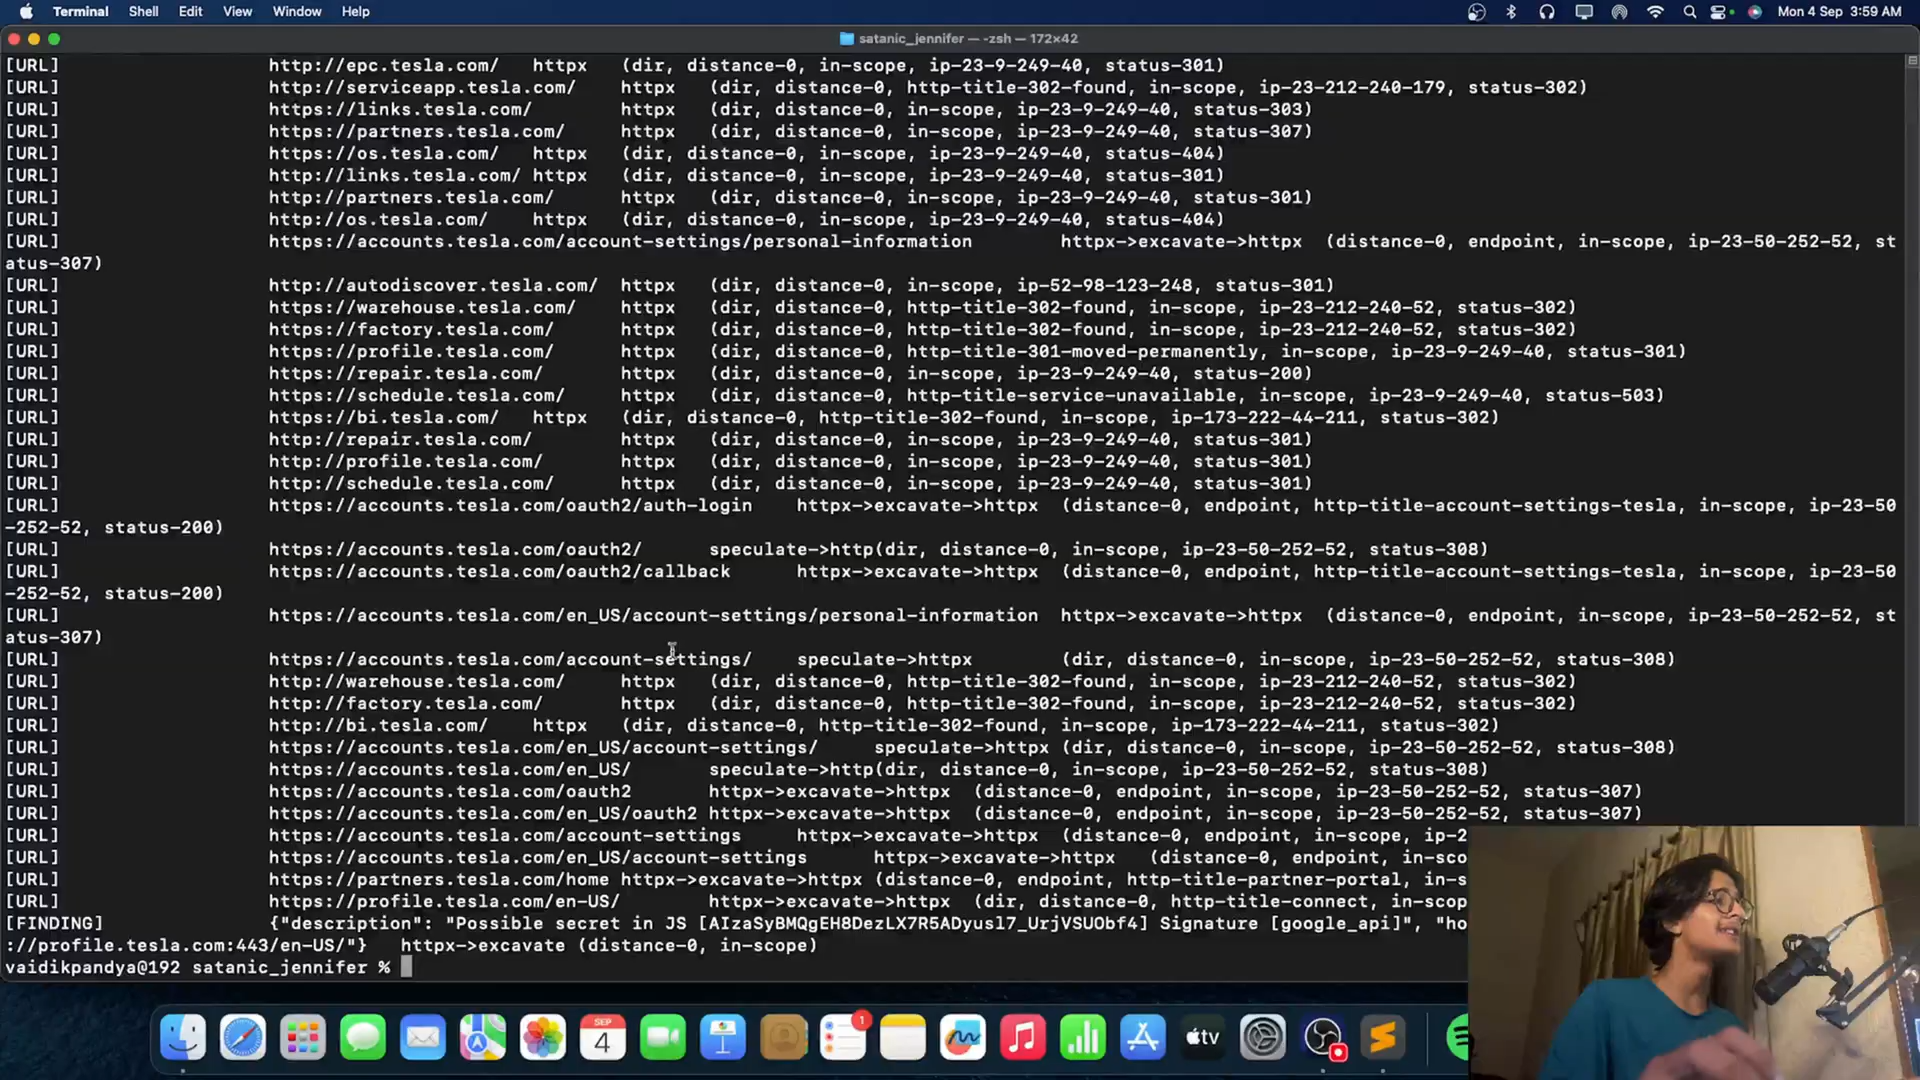 Terminal Shell Edit View Window Help Mon 4 Sep 3:59 AM
satanic_jennifer — -zsh — 172×42
[URL] http://epc.tesla.com/ httpx (dir, distance-0, in-scope, ip-23-9-249-40, status-301)
[URL] http://serviceapp.tesla.com/ httpx (dir, distance-0, http-title-302-found, in-scope, ip-23-212-240-179, status-302)
[URL] https://links.tesla.com/ httpx (dir, distance-0, in-scope, ip-23-9-249-40, status-303)
[URL] https://partners.tesla.com/ httpx (dir, distance-0, in-scope, ip-23-9-249-40, status-307)
[URL] https://os.tesla.com/ httpx (dir, distance-0, in-scope, ip-23-9-249-40, status-404)
[URL] http://links.tesla.com/ httpx (dir, distance-0, in-scope, ip-23-9-249-40, status-301)
[URL] http://partners.tesla.com/ httpx (dir, distance-0, in-scope, ip-23-9-249-40, status-301)
[URL] http://os.tesla.com/ httpx (dir, distance-0, in-scope, ip-23-9-249-40, status-404)
[URL] https://accounts.tesla.com/account-settings/personal-information httpx->excavate->httpx (distance-0, endpoint, in-scope, ip-23-50-252-52, st
atus-307)
[URL] http://autodiscover.tesla.com/ httpx (dir, distance-0, in-scope, ip-52-98-123-248, status-301)
[URL] https://warehouse.tesla.com/ httpx (dir, distance-0, http-title-302-found, in-scope, ip-23-212-240-52, status-302)
[URL] https://factory.tesla.com/ httpx (dir, distance-0, http-title-302-found, in-scope, ip-23-212-240-52, status-302)
[URL] https://profile.tesla.com/ httpx (dir, distance-0, http-title-301-moved-permanently, in-scope, ip-23-9-249-40, status-301)
[URL] https://repair.tesla.com/ httpx (dir, distance-0, in-scope, ip-23-9-249-40, status-200)
[URL] https://schedule.tesla.com/ httpx (dir, distance-0, http-title-service-unavailable, in-scope, ip-23-9-249-40, status-503)
[URL] https://bi.tesla.com/ httpx (dir, distance-0, http-title-302-found, in-scope, ip-173-222-44-211, status-302)
[URL] http://repair.tesla.com/ httpx (dir, distance-0, in-scope, ip-23-9-249-40, status-301)
[URL] http://profile.tesla.com/ httpx (dir, distance-0, in-scope, ip-23-9-249-40, status-301)
[URL] http://schedule.tesla.com/ httpx (dir, distance-0, in-scope, ip-23-9-249-40, status-301)
[URL] https://accounts.tesla.com/oauth2/auth-login httpx->excavate->httpx (distance-0, endpoint, http-title-account-settings-tesla, in-scope, ip-23-50
-252-52, status-200)
[URL] https://accounts.tesla.com/oauth2/ speculate->http(dir, distance-0, in-scope, ip-23-50-252-52, status-308)
[URL] https://accounts.tesla.com/oauth2/callback httpx->excavate->httpx (distance-0, endpoint, http-title-account-settings-tesla, in-scope, ip-23-50
-252-52, status-200)
[URL] https://accounts.tesla.com/en_US/account-settings/personal-information httpx->excavate->httpx (distance-0, endpoint, in-scope, ip-23-50-252-52, st
atus-307)
[URL] https://accounts.tesla.com/account-settings/ speculate->httpx (dir, distance-0, in-scope, ip-23-50-252-52, status-308)
[URL] http://warehouse.tesla.com/ httpx (dir, distance-0, http-title-302-found, in-scope, ip-23-212-240-52, status-302)
[URL] http://factory.tesla.com/ httpx (dir, distance-0, http-title-302-found, in-scope, ip-23-212-240-52, status-302)
[URL] http://bi.tesla.com/ httpx (dir, distance-0, http-title-302-found, in-scope, ip-173-222-44-211, status-302)
[URL] https://accounts.tesla.com/en_US/account-settings/ speculate->httpx (dir, distance-0, in-scope, ip-23-50-252-52, status-308)
[URL] https://accounts.tesla.com/en_US/ speculate->http(dir, distance-0, in-scope, ip-23-50-252-52, status-308)
[URL] https://accounts.tesla.com/oauth2 httpx->excavate->httpx (distance-0, endpoint, in-scope, ip-23-50-252-52, status-307)
[URL] https://accounts.tesla.com/en_US/oauth2 httpx->excavate->httpx (distance-0, endpoint, in-scope, ip-23-50-252-52, status-307)
[URL] https://accounts.tesla.com/account-settings httpx->excavate->httpx (distance-0, endpoint, in-scope, ip-2
[URL] https://accounts.tesla.com/en_US/account-settings httpx->excavate->httpx (distance-0, endpoint, in-sco
[URL] https://partners.tesla.com/home httpx->excavate->httpx (distance-0, endpoint, http-title-partner-portal, in-
[URL] https://profile.tesla.com/en-US/ httpx->excavate->httpx (dir, distance-0, http-title-connect, in-scop
[FINDING] {"description": "Possible secret in JS [AIzaSyBMQgEH8DezLX7R5ADyusl7_UrjVSUObf4] Signature [google_api]", "ho
://profile.tesla.com:443/en-US/"} httpx->excavate (distance-0, in-scope)
vaidikpandya@192 satanic_jennifer %
SEP
4
1
tv